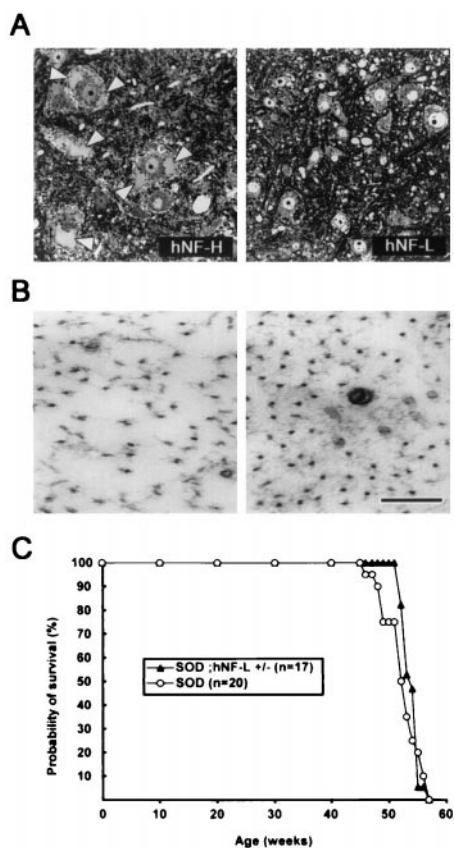 A
hNF-H
hNF-L
B
C
Probability of survival (%)
100
90
80
70
60
50
40
30
20
10
SOD ;hNF-L +/- (n=17)
SOD (n=20)
0 10 20 30 40 50 60
Age (weeks)